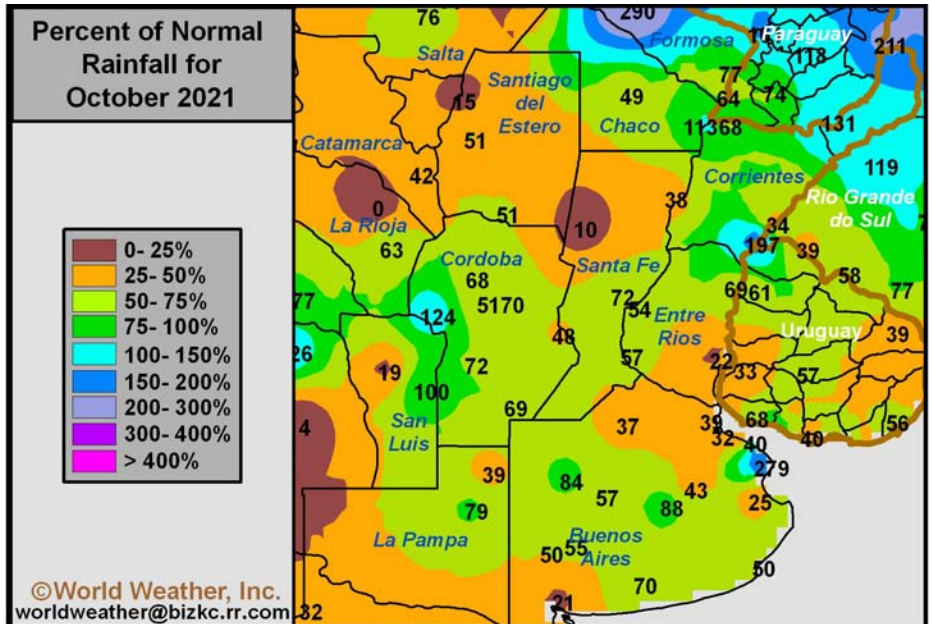 Percent of Normal
Rainfall for
October 2021
0- 25%
25- 50%
50- 75%
75- 100%
100- 150%
150- 200%
200- 300%
300- 400%
> 400%
©World Weather, Inc.
worldweather@bizkc.rr.com
76
290
Formosa
Paraguay
118
211
Salta
77
15
Santiago
del
Estero
49
64
74
51
Chaco
11368
131
Catamarca
42
119
Corrientes
38
0
51
Rio Grande
do Sul
La Rioja
10
34
63
197
39
Cordoba
Santa Fe
68
58
77
5170
72
69
61
77
124
54
Entre
Rios
Uruguay
39
48
26
57
22
33
19
72
57
100
69
San
Luis
37
39
68
56
4
32
40
40
39
279
84
57
43
25
79
88
La Pampa
Buenos
Aires
50
55
50
70
21
32